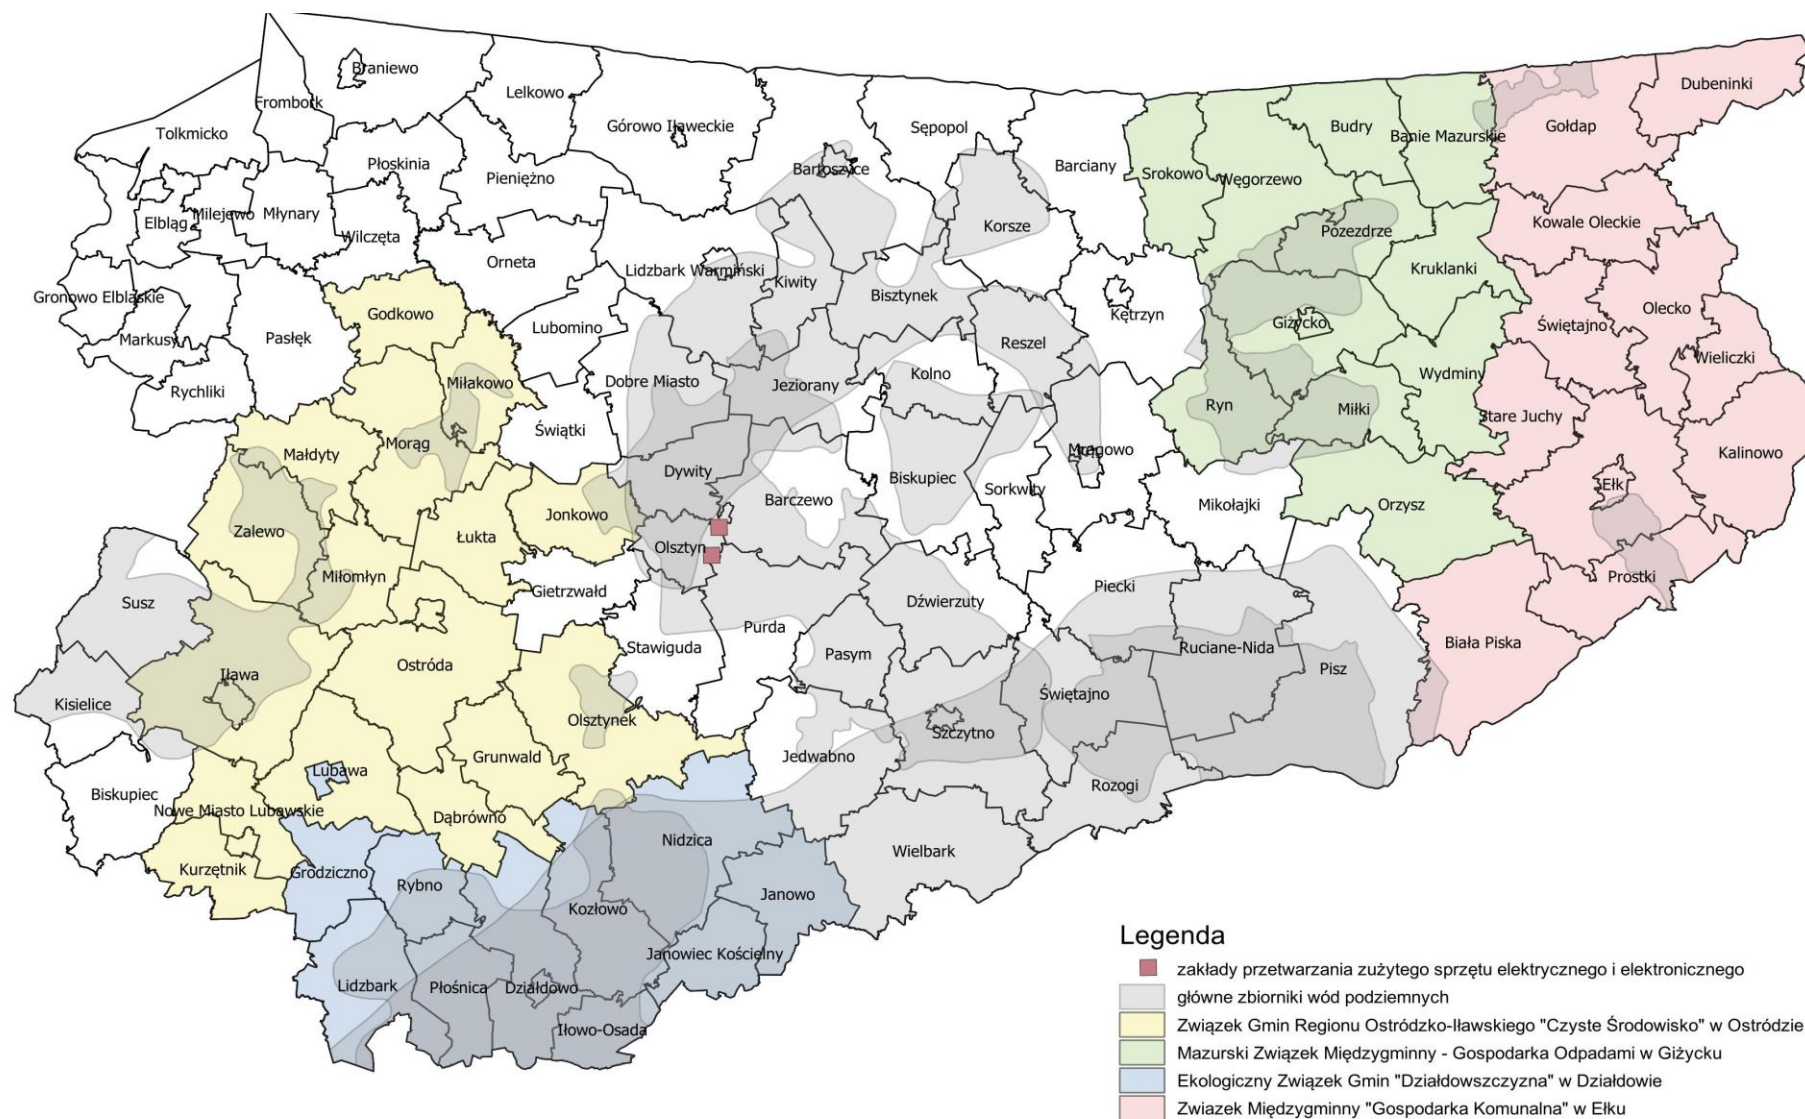 Braniewo
Lelkowo
Frombork
Dubeninki
Tolkmicko
Górowo Iławeckie
Sępopol
Budry
Banie Mazurskie
Gołdap
Płoskinia
Bartoszyce
Barciany
Srokowo
Węgorzewo
Pieniężno
Elbląg
Milejewo
Młynary
Wilczęta
Korsze
Pozezdrze
Kowale Oleckie
Orneta
Lidzbark Warmiński
Kiwity
Bisztynek
Kruklanki
Gronowo Elbląskie
Godkowo
Kętrzyn
Olecko
Markusy
Pasłęk
Lubomino
Reszel
Giżycko
Świętajno
Wieliczki
Rychliki
Miłakowo
Dobre Miasto
Jeziorany
Kolno
Wydminy
Ryn
Miłki
Stare Juchy
Świątki
Małdyty
Morąg
Mrągowo
Kalinowo
Dywity
Biskupiec
Sorkwity
Ełk
Zalewo
Jonkowo
Barczewo
Mikołajki
Orzysz
Łukta
Olsztyn
Susz
Miłomłyn
Gietrzwałd
Dźwierzuty
Piecki
Prostki
Purda
Stawiguda
Pasym
Ruciane-Nida
Biała Piska
Ostróda
Iława
Pisz
Kisielice
Świętajno
Olsztynek
Szczytno
Grunwald
Jedwabno
Lubawa
Rozogi
Biskupiec
Nowe Miasto Lubawskie
Dąbrówno
Nidzica
Wielbark
Kurzętnik
Grodziczno
Rybno
Janowo
Kozłowo
Janowiec Kościelny
Lidzbark
Płośnica
Działdowo
Iłowo-Osada
Legenda
zakłady przetwarzania zużytego sprzętu elektrycznego i elektronicznego
główne zbiorniki wód podziemnych
Związek Gmin Regionu Ostródzko-Iławskiego "Czyste Środowisko" w Ostródzie
Mazurski Związek Międzygminny - Gospodarka Odpadami w Giżycku
Ekologiczny Związek Gmin "Działdowszczyzna" w Działdowie
Zwiazek Międzygminny "Gospodarka Komunalna" w Ełku